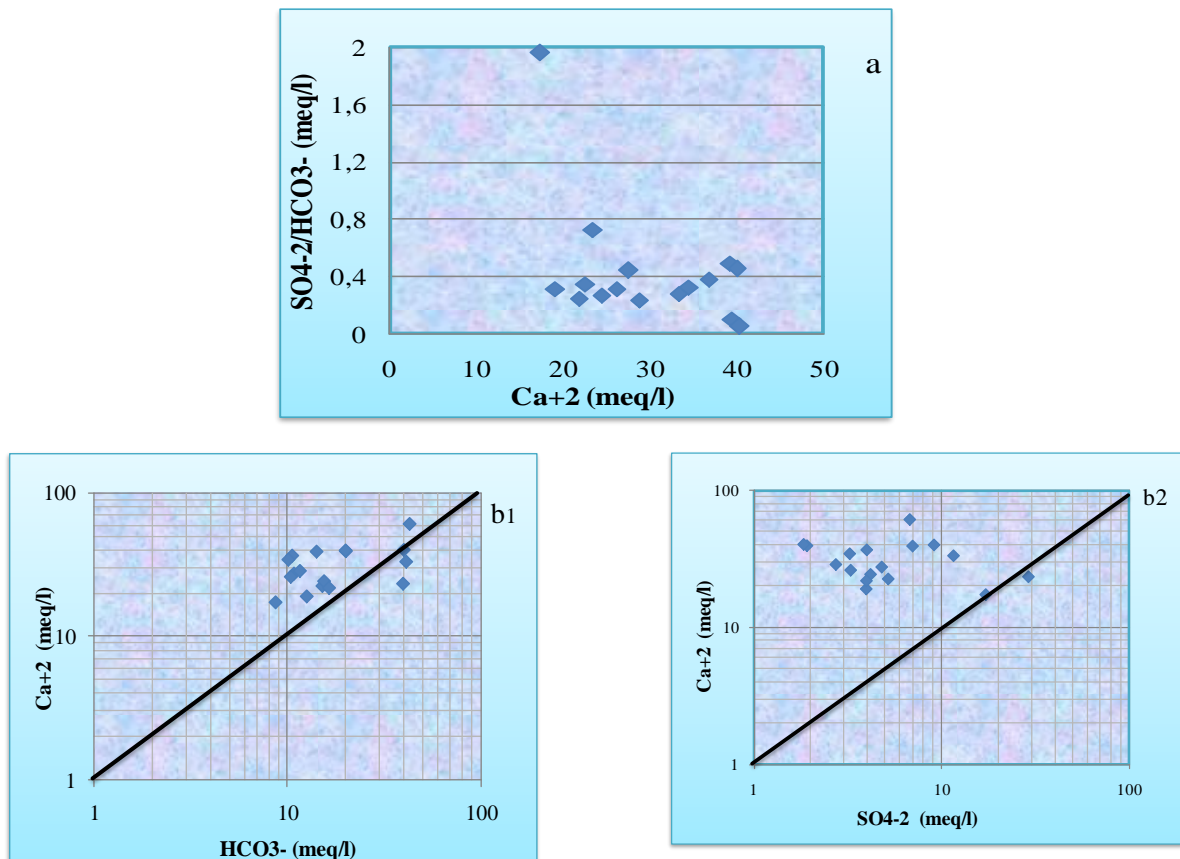 a
SO4-2/HCO3- (meq/l)
2
1,6
1,2
0,8
0,4
0
0 10 20 30 40 50
Ca+2 (meq/l)
b1
Ca+2 (meq/l)
100
10
1
1 10 100
HCO3- (meq/l)
b2
Ca+2 (meq/l)
100
10
1
1 10 100
SO4-2 (meq/l)